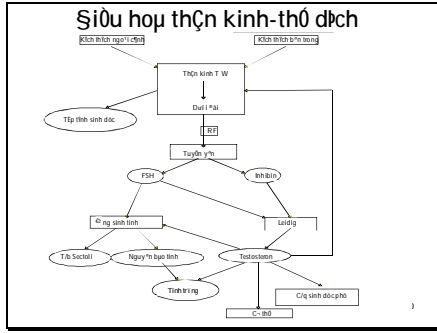 §iÒu hoµ thÇn kinh-thÓ dÞch
KÝch thÝch ngo¹i c¶nh
KÝch thÝch bªn trong
ThÇn kinh T W
D­íi ®åi
TËp tÝnh sinh dôc
RF
TuyÕn yªn
FSH
Inhibin
èng sinh tinh
Leidig
T/b Sectoli
Nguyªn bµo tinh
Testosteron
Tinh trïng
C/q sinh dôc phô
C¬ thÓ
)